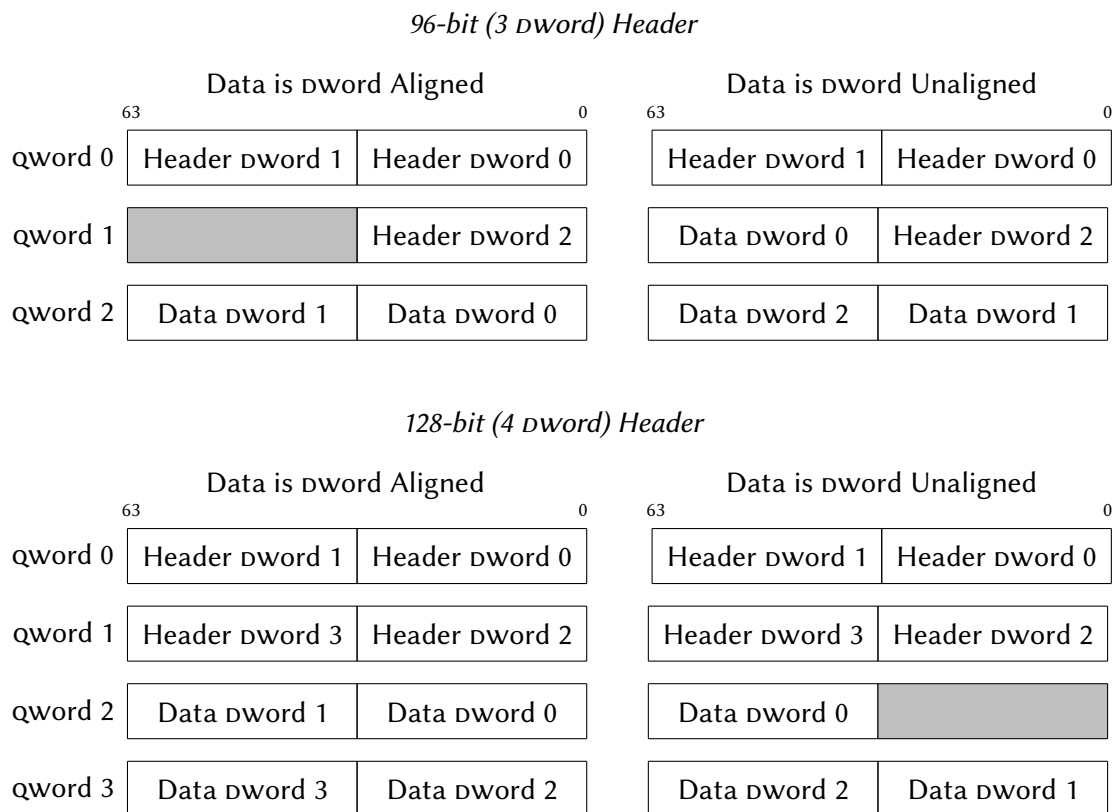 96-bit (3 DWord) Header
Data is DWord Aligned Data is DWord Unaligned
63 0 63 0
QWord 0 Header DWord 1 Header DWord 0 Header DWord 1 Header DWord 0
QWord 1 Header DWord 2 Data DWord 0 Header DWord 2
QWord 2 Data DWord 1 Data DWord 0 Data DWord 2 Data DWord 1
128-bit (4 DWord) Header
Data is DWord Aligned Data is DWord Unaligned
63 0 63 0
QWord 0 Header DWord 1 Header DWord 0 Header DWord 1 Header DWord 0
QWord 1 Header DWord 3 Header DWord 2 Header DWord 3 Header DWord 2
QWord 2 Data DWord 1 Data DWord 0 Data DWord 0
QWord 3 Data DWord 3 Data DWord 2 Data DWord 2 Data DWord 1